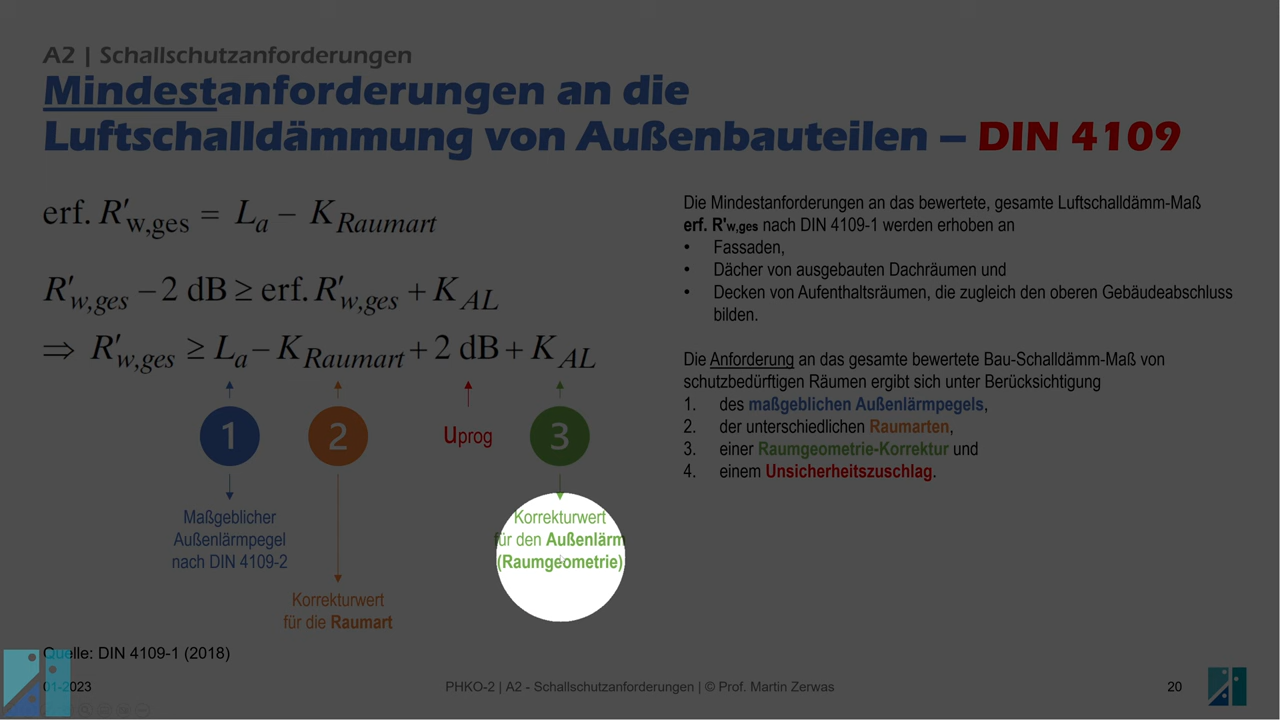 A2 | Schallschutzanforderungen
Mindestanforderungen an die
Luftschalldämmung von Außenbauteilen – DIN 4109
erf. R'w,ges = La – KRaumart
R'w,ges – 2 dB ≥ erf. R'w,ges + KAL
⇒ R'w,ges ≥ La – KRaumart + 2 dB + KAL
1
2
uprog
3
Maßgeblicher
Außenlärmpegel
nach DIN 4109-2
Korrekturwert
für die Raumart
Korrekturwert
für den Außenlärm
(Raumgeometrie)
Die Mindestanforderungen an das bewertete, gesamte Luftschalldämm-Maß
erf. R'w,ges nach DIN 4109-1 werden erhoben an
• Fassaden,
• Dächer von ausgebauten Dachräumen und
• Decken von Aufenthaltsräumen, die zugleich den oberen Gebäudeabschluss
bilden.
Die Anforderung an das gesamte bewertete Bau-Schalldämm-Maß von
schutzbedürftigen Räumen ergibt sich unter Berücksichtigung
1. des maßgeblichen Außenlärmpegels,
2. der unterschiedlichen Raumarten,
3. einer Raumgeometrie-Korrektur und
4. einem Unsicherheitszuschlag.
Quelle: DIN 4109-1 (2018)
01-2023
PHKO-2 | A2 - Schallschutzanforderungen | © Prof. Martin Zerwas
20